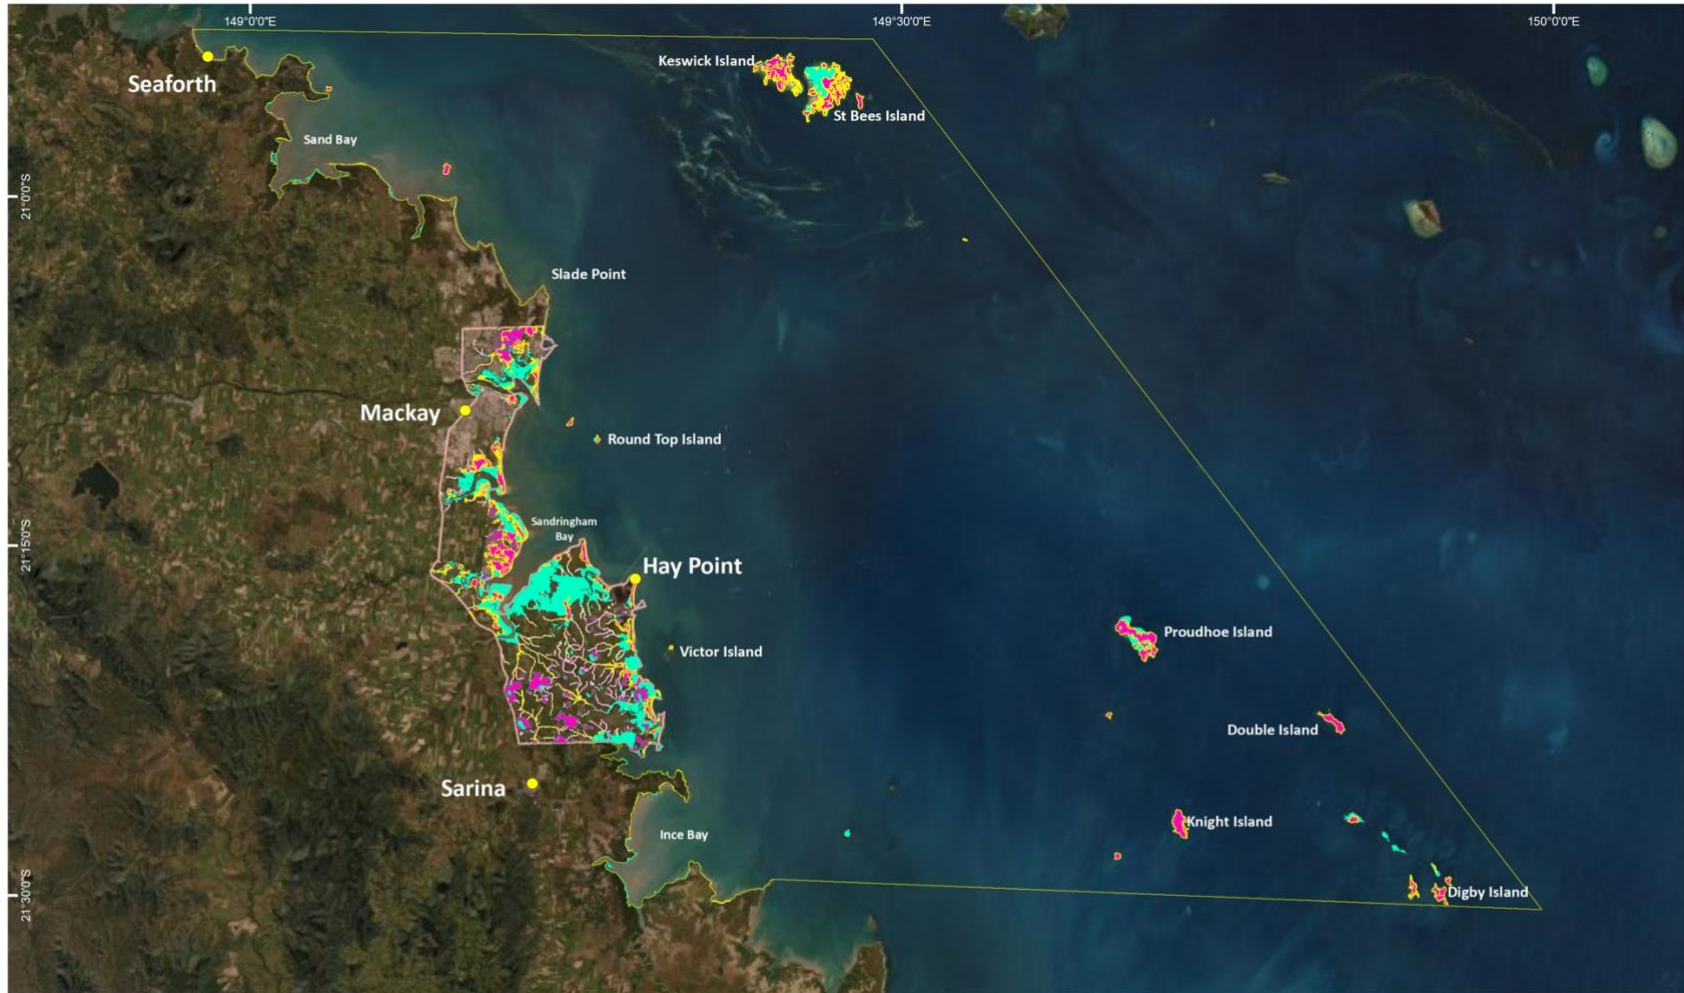 149°0'0"E
149°30'0"E
150°0'0"E
Keswick Island
Seaforth
St Bees Island
Sand Bay
21°0'0"S
Slade Point
Mackay
Round Top Island
Sandringham
Bay
21°15'0"S
Hay Point
Proudhoe Island
Victor Island
Double Island
Sarina
Knight Island
Ince Bay
Digby Island
21°30'0"S